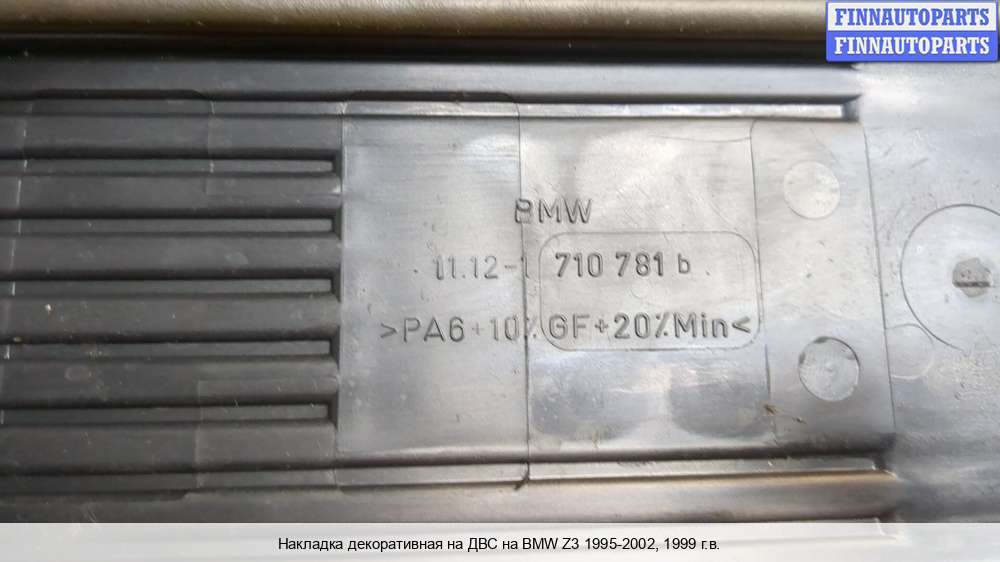 FINNAUTOPARTS
FINNAUTOPARTS
BMW
11.12-1 710 781 b
>PA6+10%GF+20%Min<
Накладка декоративная на ДВС на BMW Z3 1995-2002, 1999 г.в.